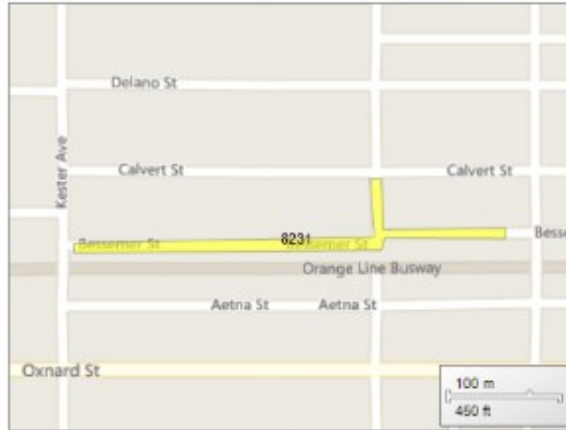 Delano St
Kester Ave
Calvert St
Calvert St
Bessemer St
8231
Bessemer St
Besse
Orange Line Busway
Aetna St
Aetna St
Oxnard St
100 m
450 ft